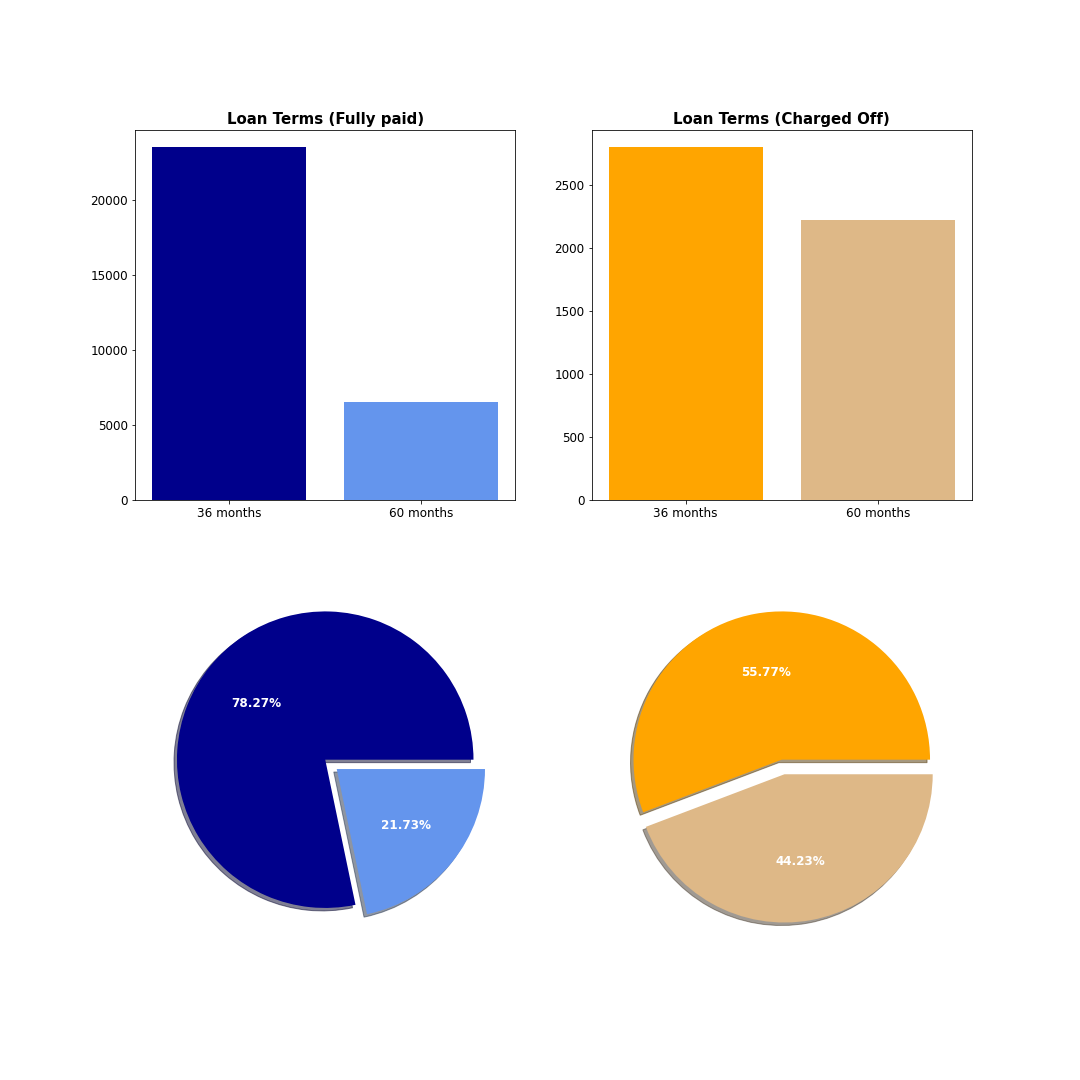 Loan Terms (Fully paid)
20000
15000
10000
5000
0
36 months
60 months
Loan Terms (Charged Off)
2500
2000
1500
1000
500
0
36 months
60 months
78.27%
21.73%
55.77%
44.23%